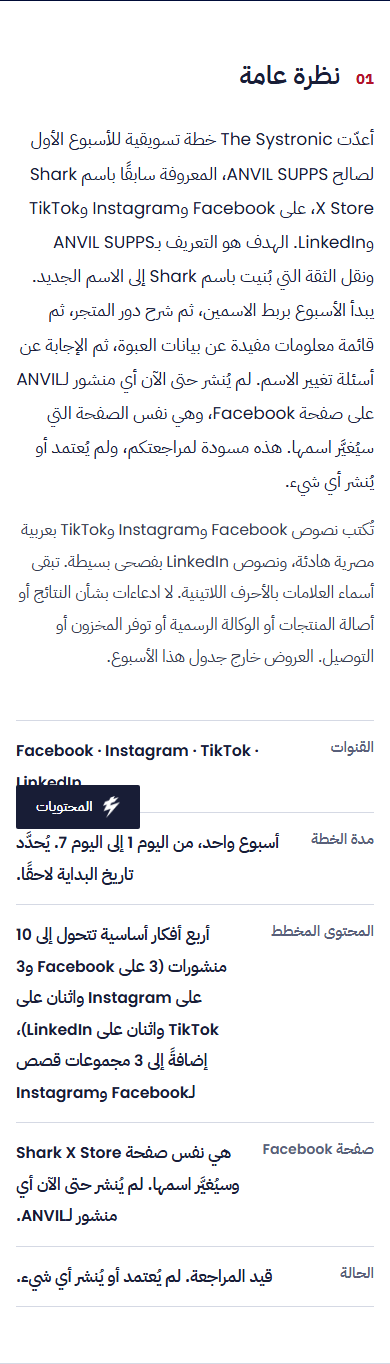 01 نظرة عامة
أعدّت The Systronic خطة تسويقية للأسبوع الأول
لصالح ANVIL SUPPS، المعروفة سابقًا باسم Shark
X Store، على Facebook وInstagram وTikTok
وLinkedIn. الهدف هو التعريف بـANVIL SUPPS
ونقل الثقة التي بُنيت باسم Shark إلى الاسم الجديد.
يبدأ الأسبوع بربط الاسمين، ثم شرح دور المتجر، ثم
قائمة معلومات مفيدة عن بيانات العبوة، ثم الإجابة عن
أسئلة تغيير الاسم. لم يُنشر حتى الآن أي منشور لـANVIL
على صفحة Facebook، وهي نفس الصفحة التي
سيُغيَّر اسمها. هذه مسودة لمراجعتكم، ولم يُعتمد أو
يُنشر أي شيء.
تُكتب نصوص Facebook وInstagram وTikTok بعربية
مصرية هادئة، ونصوص LinkedIn بفصحى بسيطة. تبقى
أسماء العلامات بالأحرف اللاتينية. لا ادعاءات بشأن النتائج أو
أصالة المنتجات أو الوكالة الرسمية أو توفر المخزون أو
التوصيل. العروض خارج جدول هذا الأسبوع.
القنوات
Facebook · Instagram · TikTok ·
LinkedIn
المحتويات
مدة الخطة
أسبوع واحد، من اليوم 1 إلى اليوم 7. يُحدَّد
تاريخ البداية لاحقًا.
المحتوى المخطط
أربع أفكار أساسية تتحول إلى 10
منشورات (3 على Facebook و3
على Instagram واثنان على
TikTok واثنان على LinkedIn)،
إضافةً إلى 3 مجموعات قصص
لـFacebook وInstagram
صفحة Facebook
هي نفس صفحة Shark X Store
وسيُغيَّر اسمها. لم يُنشر حتى الآن أي
منشور لـANVIL.
الحالة
قيد المراجعة. لم يُعتمد أو يُنشر أي شيء.